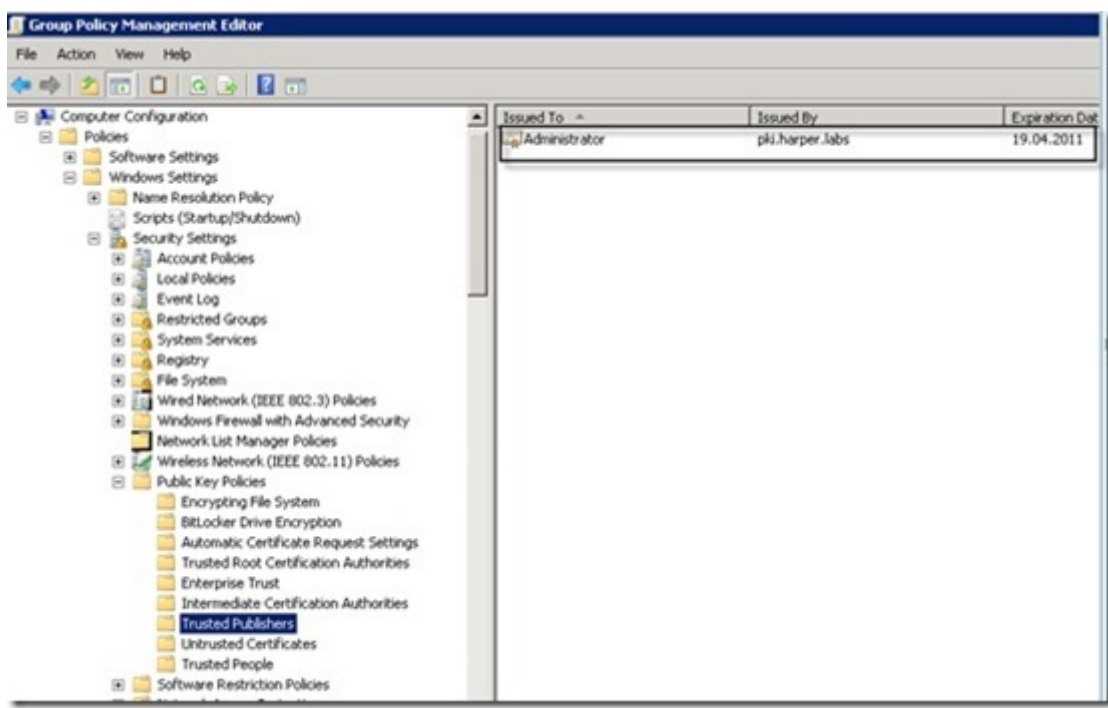 Group Policy Management Editor
File Action View Help
Computer Configuration
Policies
Software Settings
Windows Settings
Name Resolution Policy
Scripts (Startup/Shutdown)
Security Settings
Account Policies
Local Policies
Event Log
Restricted Groups
System Services
Registry
File System
Wired Network (IEEE 802.3) Policies
Windows Firewall with Advanced Security
Network List Manager Policies
Wireless Network (IEEE 802.11) Policies
Public Key Policies
Encrypting File System
BitLocker Drive Encryption
Automatic Certificate Request Settings
Trusted Root Certification Authorities
Enterprise Trust
Intermediate Certification Authorities
Trusted Publishers
Untrusted Certificates
Trusted People
Software Restriction Policies
Issued To Issued By Expiration Dat
Administrator pki.harper.labs 19.04.2011